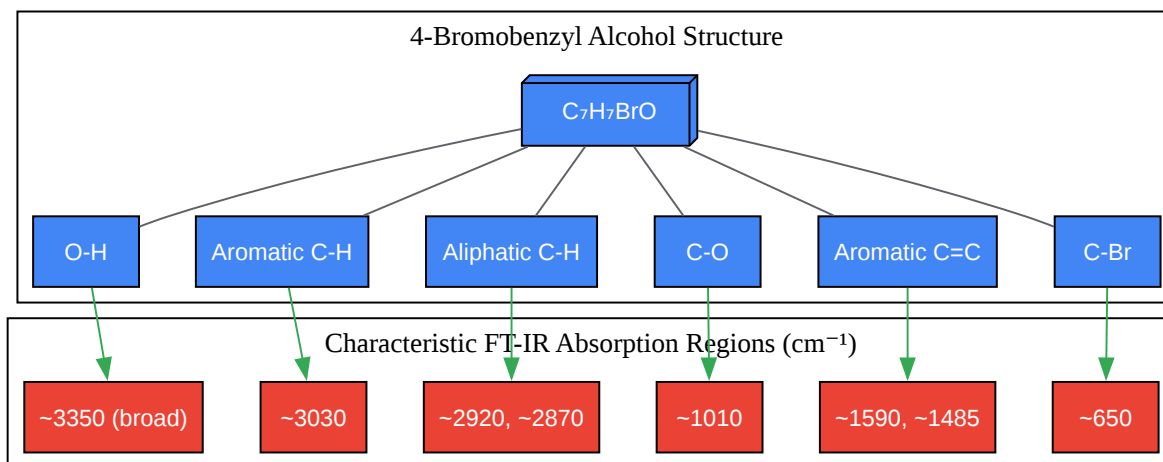 4-Bromobenzyl Alcohol Structure
C₇H₇BrO
O-H
Aromatic C-H
Aliphatic C-H
C-O
Aromatic C=C
C-Br
Characteristic FT-IR Absorption Regions (cm⁻¹)
~3350 (broad)
~3030
~2920, ~2870
~1010
~1590, ~1485
~650